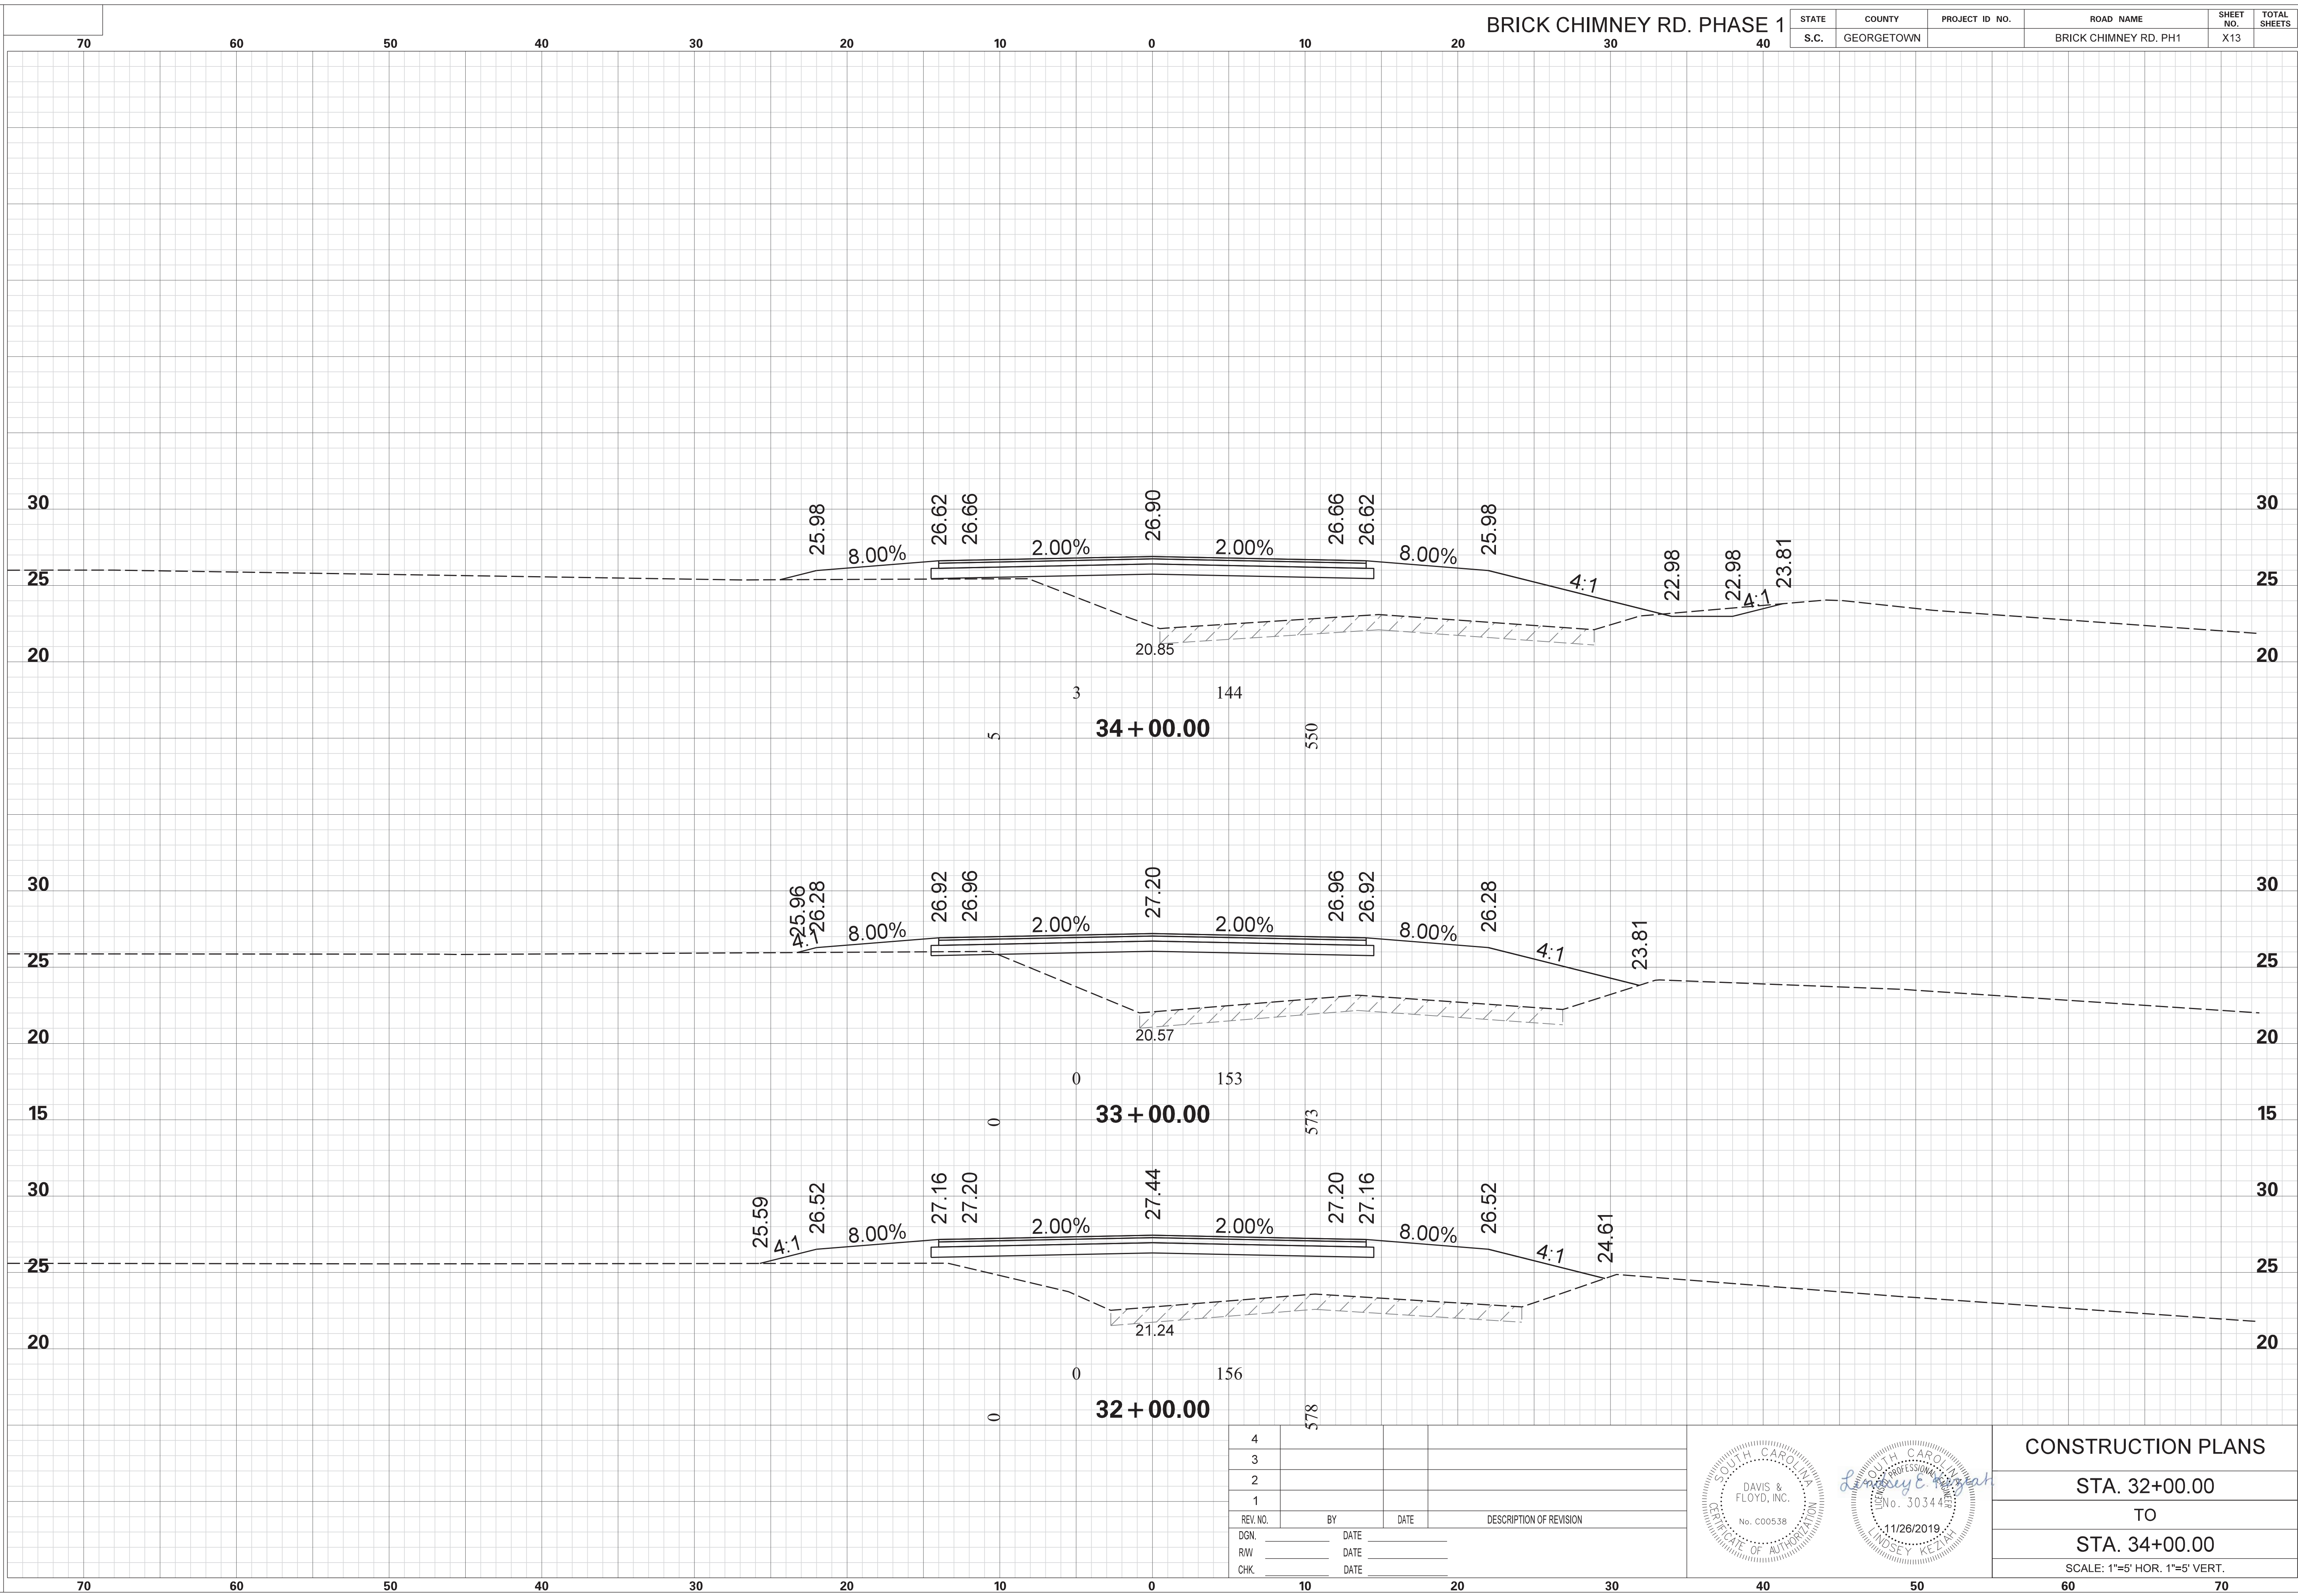 BRICK CHIMNEY RD. PHASE 1
STATE COUNTY PROJECT ID NO. ROAD NAME SHEET NO. TOTAL SHEETS
S.C. GEORGETOWN BRICK CHIMNEY RD. PH1 X13
70 60 50 40 30 20 10 0 10 20 30 40
30 25.98 26.62 26.66 26.90 26.66 26.62 25.98 30
8.00% 2.00% 2.00% 8.00% 4:1 22.98 22.98 4:1 23.81
25 25
20 20.85 20
3 144
5 34+00.00 550
30 25.96 26.28 26.92 26.96 27.20 26.96 26.92 26.28 30
4:1 8.00% 2.00% 2.00% 8.00% 4:1 23.81
25 25
20 20.57 20
0 153
15 0 33+00.00 573 15
30 25.59 26.52 27.16 27.20 27.44 27.20 27.16 26.52 30
4:1 8.00% 2.00% 2.00% 8.00% 4:1 24.61
25 25
20 21.24 20
0 156
0 32+00.00 578
4
3
2
1
REV. NO. BY DATE DESCRIPTION OF REVISION
DGN. DATE
R/W DATE
CHK. DATE
SOUTH CAROLINA
DAVIS &
FLOYD, INC.
No. C00538
CERTIFICATE OF AUTHORIZATION
SOUTH CAROLINA
LICENSED PROFESSIONAL ENGINEER
Lindsey E. Keziah
No. 30344
11/26/2019
LINDSEY KEZIAH
CONSTRUCTION PLANS
STA. 32+00.00
TO
STA. 34+00.00
SCALE: 1"=5' HOR. 1"=5' VERT.
70 60 50 40 30 20 10 0 10 20 30 40 50 60 70